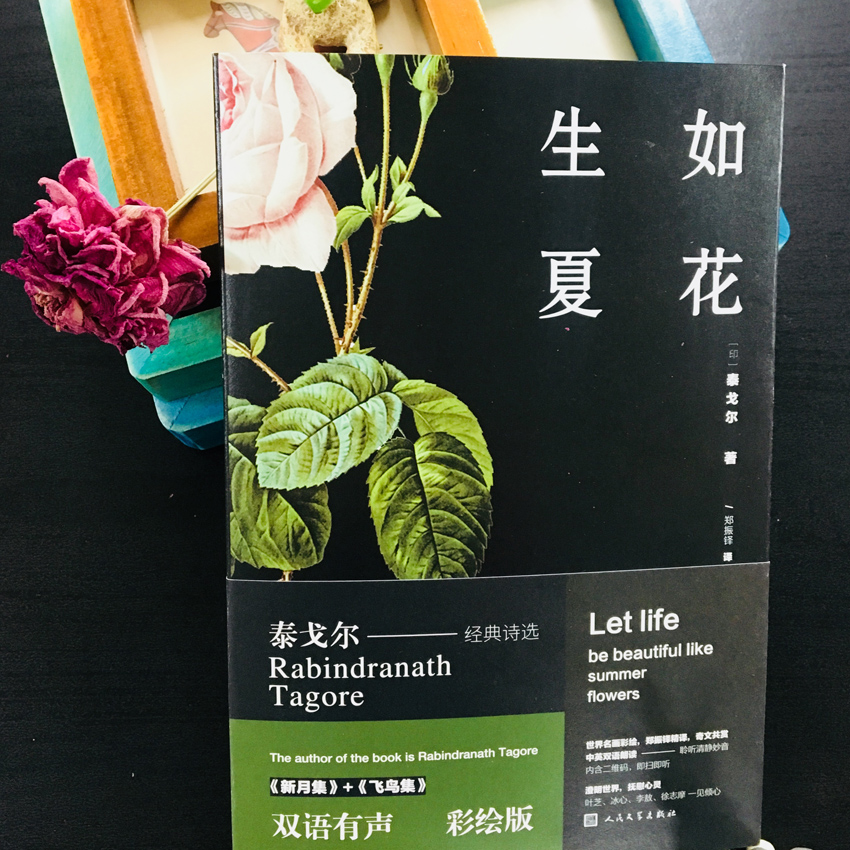 生 如
夏 花
[印]
泰戈尔 著
/ 郑振铎 译
泰戈尔 —— 经典诗选
Rabindranath
Tagore
Let life
be beautiful like
summer
flowers
The author of the book is Rabindranath Tagore
《新月集》+《飞鸟集》
双语有声 彩绘版
世界名画彩绘，郑振铎精译，奇文共赏
中英双语朗读 —— 聆听清静妙音
内含二维码，即扫即听
澄明世界，抚慰心灵
叶芝、冰心、李敖、徐志摩 一见倾心
人民文学出版社